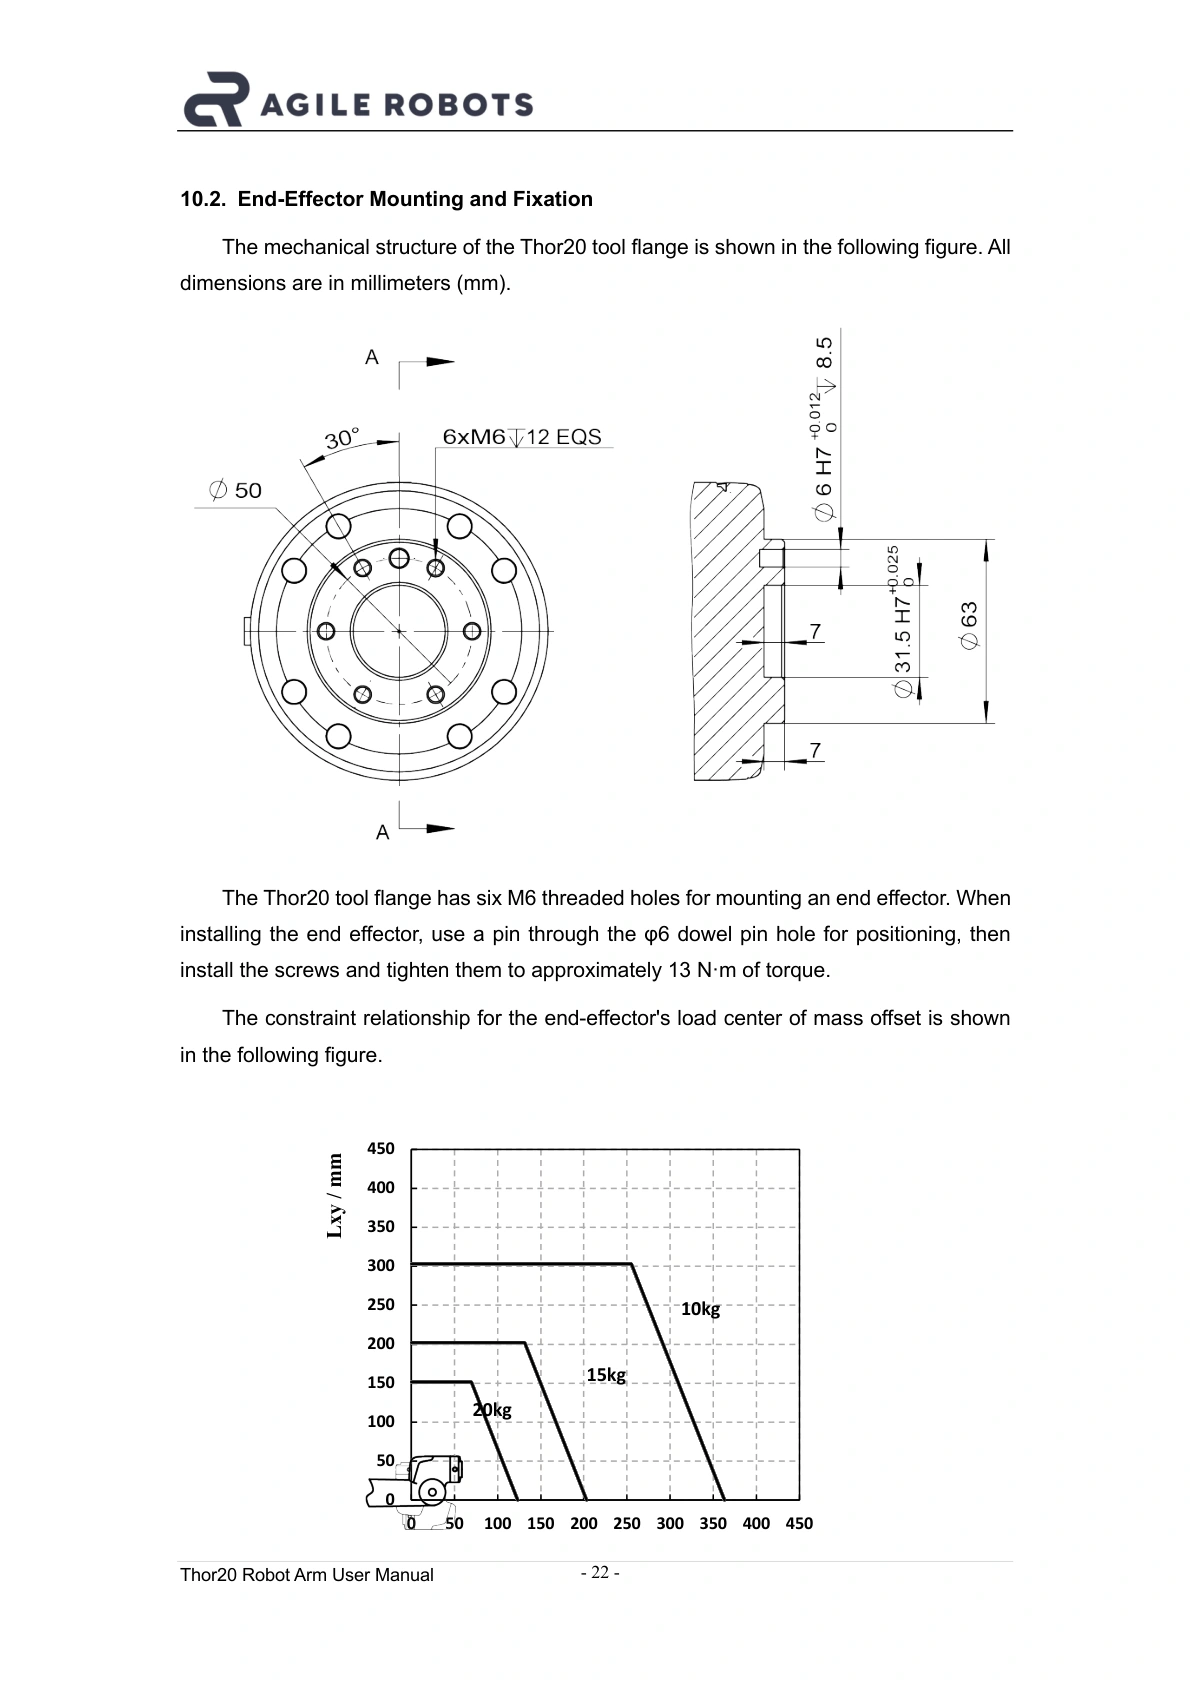 AGILE ROBOTS
10.2. End-Effector Mounting and Fixation
The mechanical structure of the Thor20 tool flange is shown in the following figure. All
dimensions are in millimeters (mm).
A
30°
6xM6↧12 EQS
∅ 50
A
∅ 6 H7 +0.012 0 ↧ 8.5
7
∅ 31.5 H7 +0.025 0
∅ 63
7
The Thor20 tool flange has six M6 threaded holes for mounting an end effector. When
installing the end effector, use a pin through the φ6 dowel pin hole for positioning, then
install the screws and tighten them to approximately 13 N·m of torque.
The constraint relationship for the end-effector's load center of mass offset is shown
in the following figure.
Lxy / mm
450
400
350
300
250
200
150
100
50
0
10kg
15kg
20kg
0 50 100 150 200 250 300 350 400 450
Thor20 Robot Arm User Manual
- 22 -